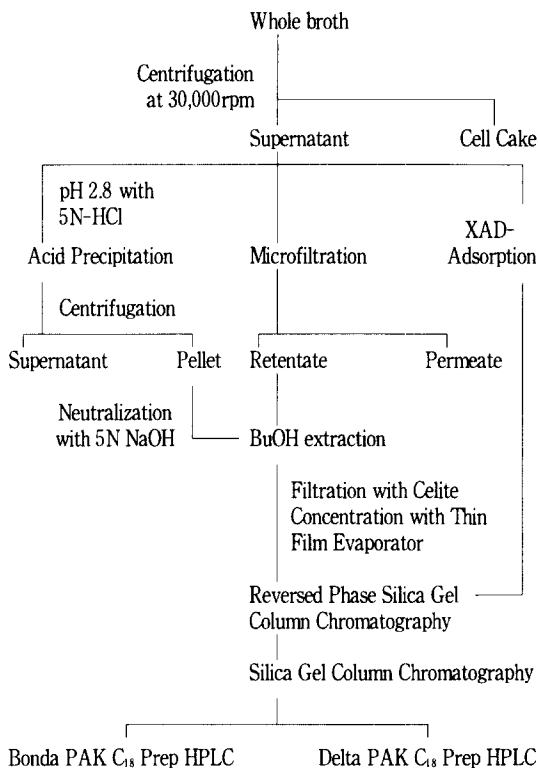 Whole broth
Centrifugation
at 30,000rpm
Supernatant
Cell Cake
pH 2.8 with
5N-HCl
XAD-
Adsorption
Acid Precipitation
Microfiltration
Centrifugation
Supernatant
Pellet
Retentate
Permeate
Neutralization
with 5N NaOH
BuOH extraction
Filtration with Celite
Concentration with Thin
Film Evaporator
Reversed Phase Silica Gel
Column Chromatography
Silica Gel Column Chromatography
Bonda PAK C₁₈ Prep HPLC
Delta PAK C₁₈ Prep HPLC